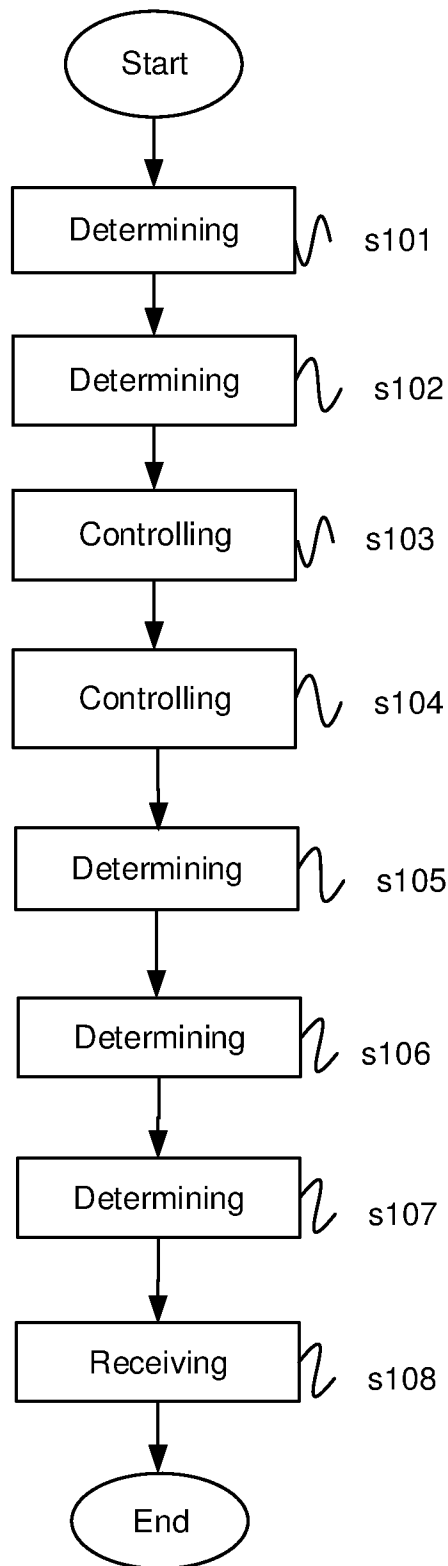 Start
Determining
s101
Determining
s102
Controlling
s103
Controlling
s104
Determining
s105
Determining
s106
Determining
s107
Receiving
s108
End